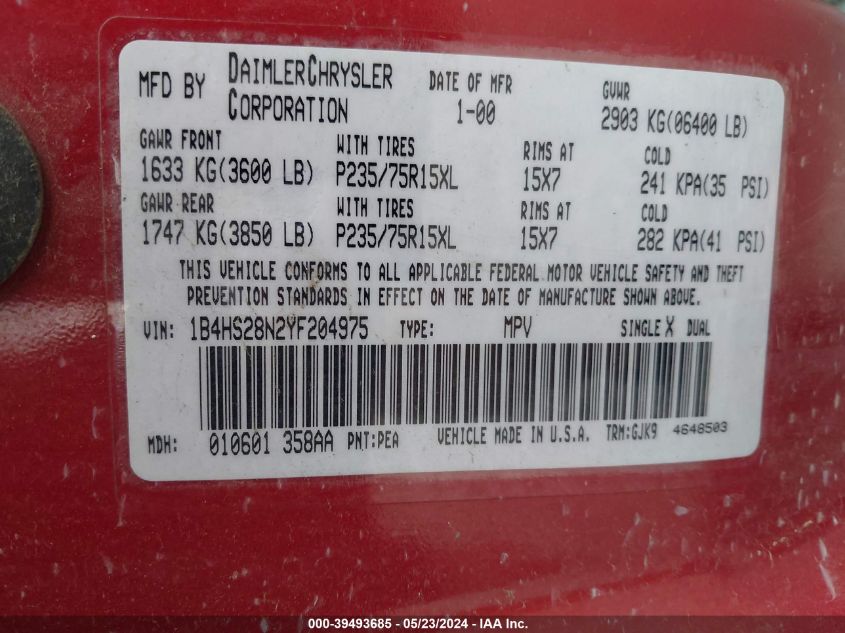 MFD BY DAIMLERCHRYSLER CORPORATION DATE OF MFR 1-00 GVWR 2903 KG(06400 LB)
GAWR FRONT WITH TIRES RIMS AT COLD
1633 KG(3600 LB) P235/75R15XL 15X7 241 KPA(35 PSI)
GAWR REAR WITH TIRES RIMS AT COLD
1747 KG(3850 LB) P235/75R15XL 15X7 282 KPA(41 PSI)
THIS VEHICLE CONFORMS TO ALL APPLICABLE FEDERAL MOTOR VEHICLE SAFETY AND THEFT
PREVENTION STANDARDS IN EFFECT ON THE DATE OF MANUFACTURE SHOWN ABOVE.
VIN: 1B4HS28N2YF204975 TYPE: MPV SINGLE X DUAL
MDH: 010601 358AA PNT:PEA VEHICLE MADE IN U.S.A. TRM:GJK9 4648503
000-39493685 - 05/23/2024 - IAA Inc.